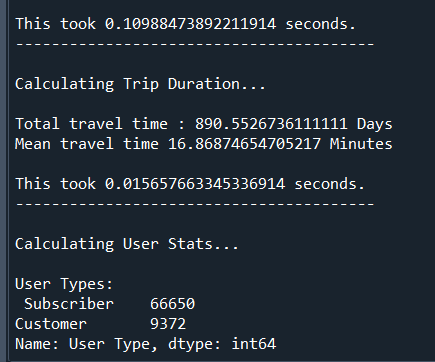 This took 0.10988473892211914 seconds.
----------------------------------------
Calculating Trip Duration...
Total travel time : 890.5526736111111 Days
Mean travel time 16.86874654705217 Minutes
This took 0.015657663345336914 seconds.
----------------------------------------
Calculating User Stats...
User Types:
 Subscriber    66650
Customer       9372
Name: User Type, dtype: int64